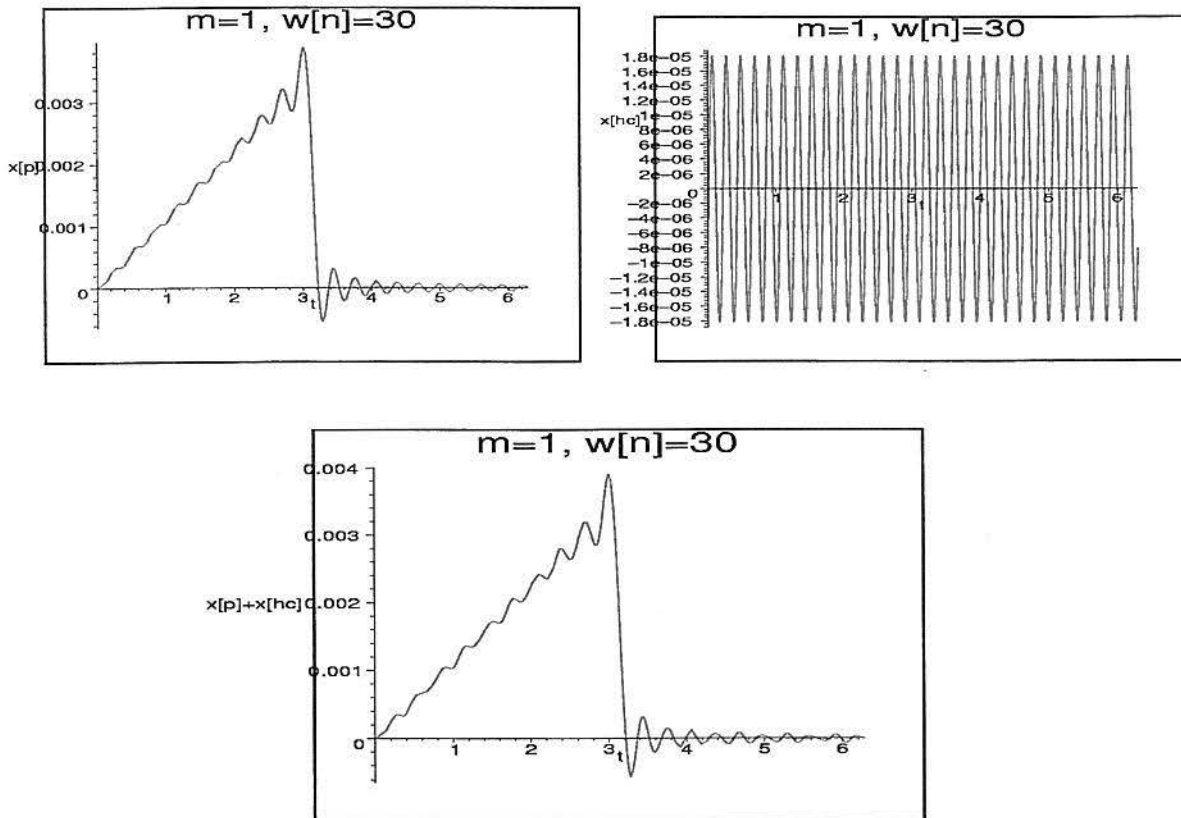 m=1, w[n]=30
0.003
x[p]
0.002
0.001
0
1
2
3
t
4
5
6
m=1, w[n]=30
1.8e-05
1.6e-05
1.4e-05
1.2e-05
x[hc]
1e-05
8e-06
6e-06
4e-06
2e-06
0
1
2
3
t
4
5
6
-2e-06
-4e-06
-6e-06
-8e-06
-1e-05
-1.2e-05
-1.4e-05
-1.6e-05
-1.8e-05
m=1, w[n]=30
0.004
0.003
x[p]+x[hc]
0.002
0.001
0
1
2
3
t
4
5
6